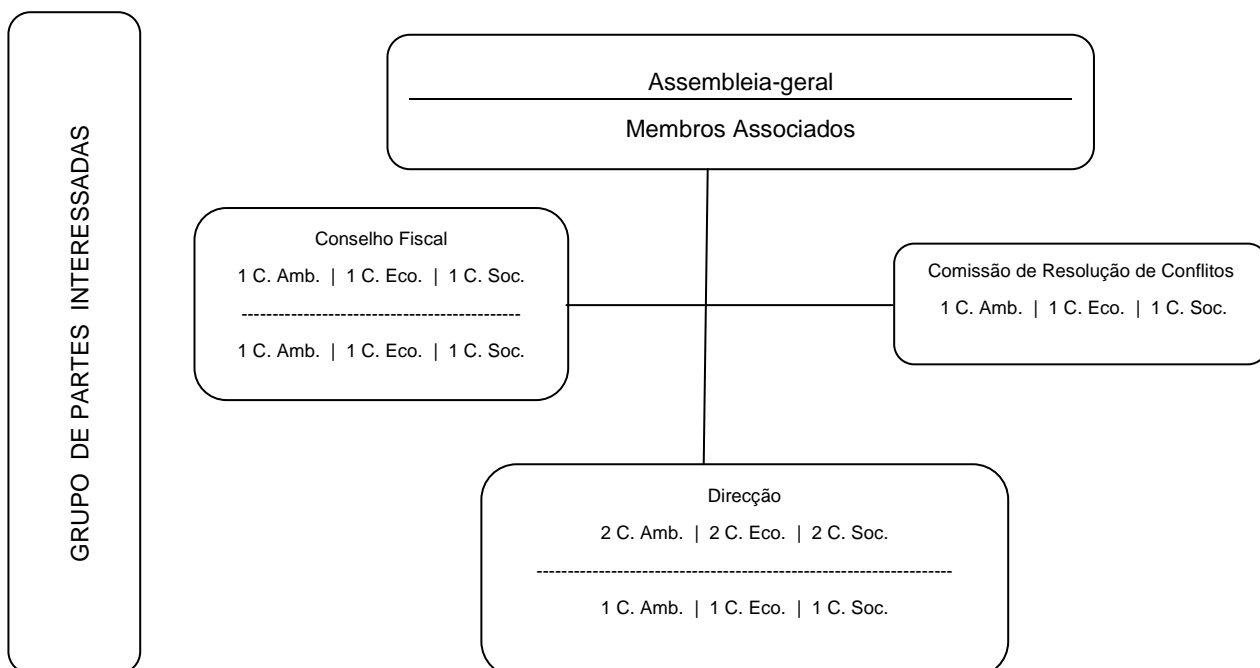 GRUPO DE PARTES INTERESSADAS
Assembleia-geral
Membros Associados
Conselho Fiscal
1 C. Amb. | 1 C. Eco. | 1 C. Soc.
---------------------------------------------
1 C. Amb. | 1 C. Eco. | 1 C. Soc.
Comissão de Resolução de Conflitos
1 C. Amb. | 1 C. Eco. | 1 C. Soc.
Direcção
2 C. Amb. | 2 C. Eco. | 2 C. Soc.
-------------------------------------------------------------------
1 C. Amb. | 1 C. Eco. | 1 C. Soc.